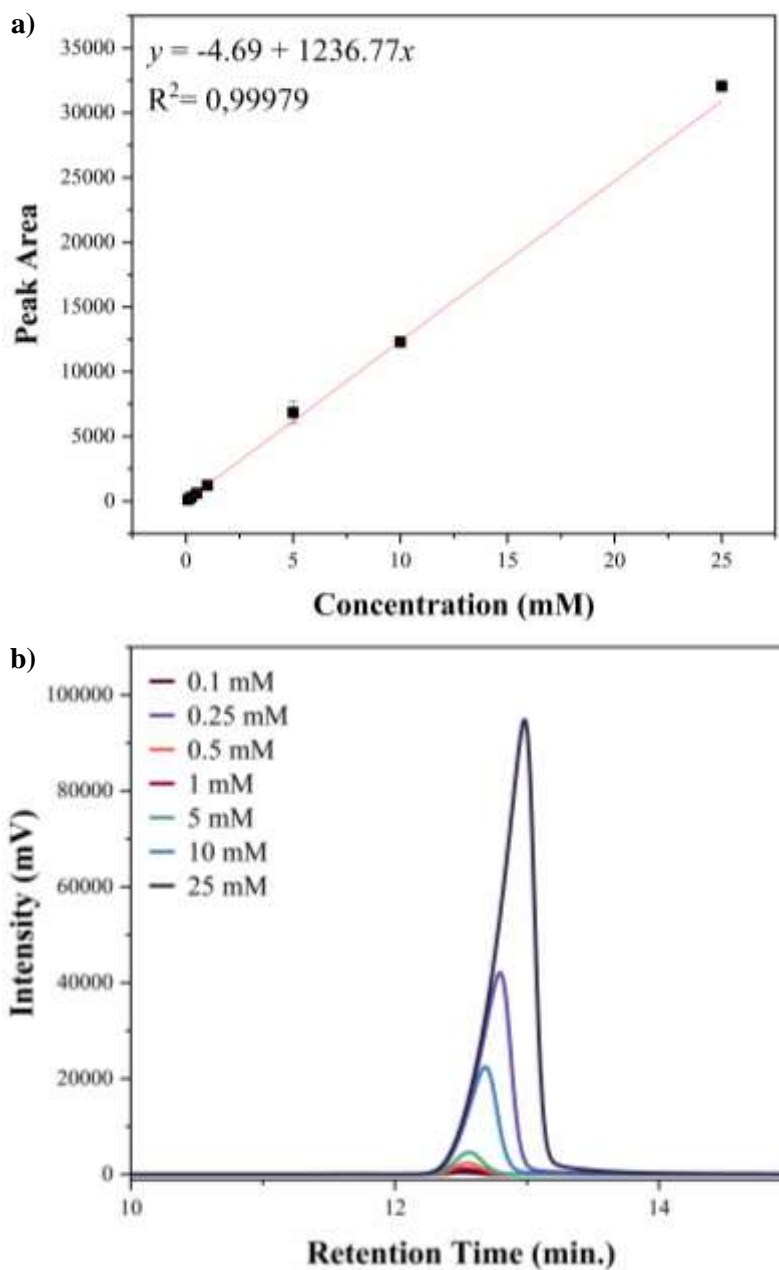 a)
y = -4.69 + 1236.77x
R²= 0,99979
35000
30000
25000
20000
15000
10000
5000
0
Peak Area
0 5 10 15 20 25
Concentration (mM)
b)
0.1 mM
0.25 mM
0.5 mM
1 mM
5 mM
10 mM
25 mM
100000
80000
60000
40000
20000
0
Intensity (mV)
10 12 14
Retention Time (min.)